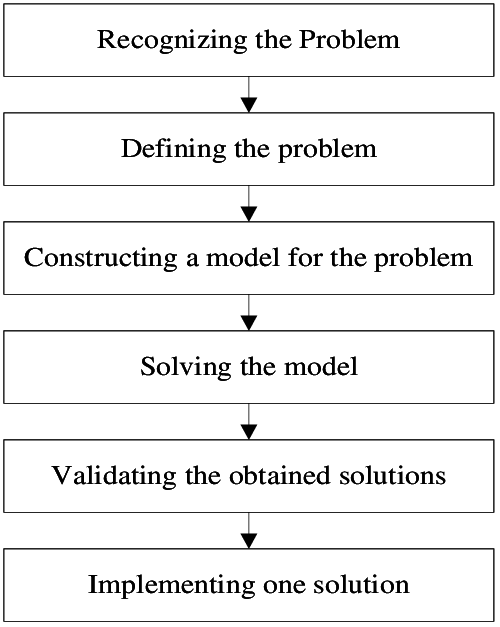 Recognizing the Problem
Defining the problem
Constructing a model for the problem
Solving the model
Validating the obtained solutions
Implementing one solution